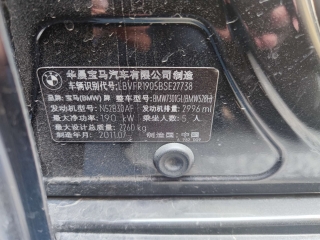 华晨宝马汽车有限公司制造
车辆识别代号: LBVFR1905BSE27738
品牌: 宝马(BMW) 牌 整车型号: BMW7301GL(BMW528Li)
发动机型号: N52B30AF 发动机排量: 2996 ml
最大净功率: 190 kW 乘坐人数: 5 人
最大设计总质量: 2260 kg
制造年月: 2011.07 制造国: 中国